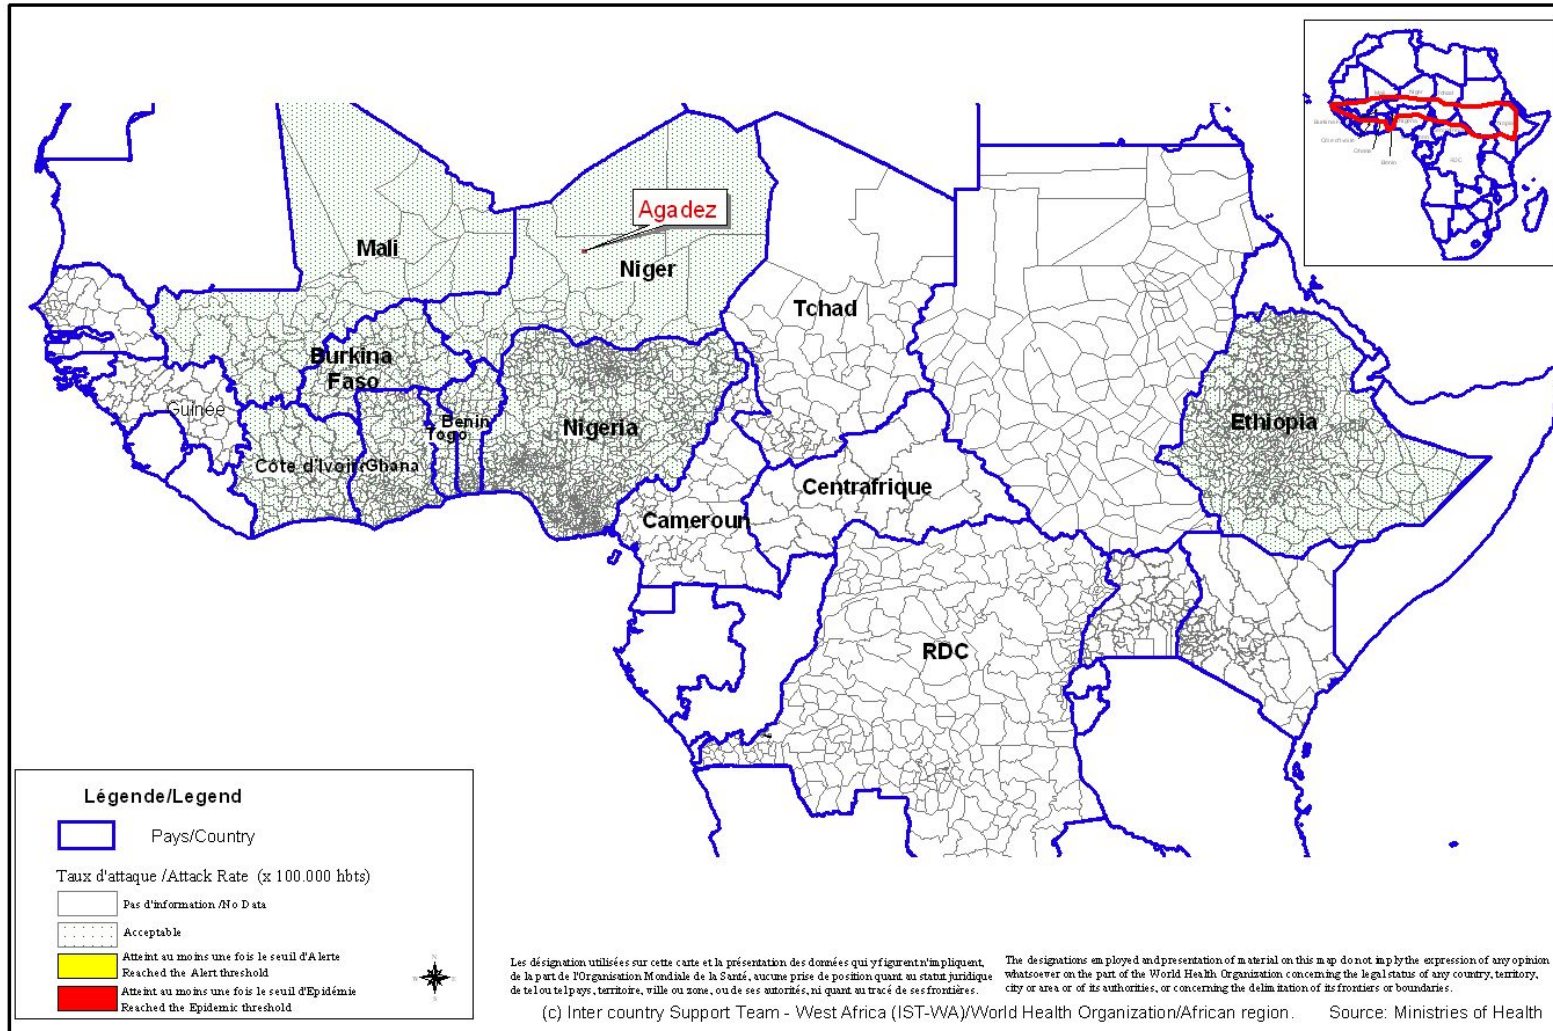 Mali
Niger
Tchad
Ghana
Benin
RDC
Agadez
Mali
Niger
Tchad
Burkina
Faso
Guinée
Benin
Togo
Nigeria
Ethiopia
Côte d'Ivoire
Ghana
Centrafrique
Cameroun
RDC
Légende/Legend
Pays/Country
Taux d'attaque /Attack Rate (x 100.000 hbts)
Pas d'information /No Data
Acceptable
Atteint au moins une fois le seuil d'Alerte
Reached the Alert threshold
Atteint au moins une fois le seuil d'Epidémie
Reached the Epidemic threshold
N
Les désignation utilisées sur cette carte et la présentation des données qui y figurent n'impliquent,
de la part de l'Organisation Mondiale de la Santé, aucune prise de position quant au statut juridique
de tel ou tel pays, territoire, ville ou zone, ou de ses autorités, ni quant au tracé de ses frontières.
The designations employed and presentation of material on this map do not imply the expression of any opinion
whatsoever on the part of the World Health Organization concerning the legal status of any country, territory,
city or area or of its authorities, or concerning the delimitation of its frontiers or boundaries.
(c) Inter country Support Team - West Africa (IST-WA)/World Health Organization/African region.
Source: Ministries of Health